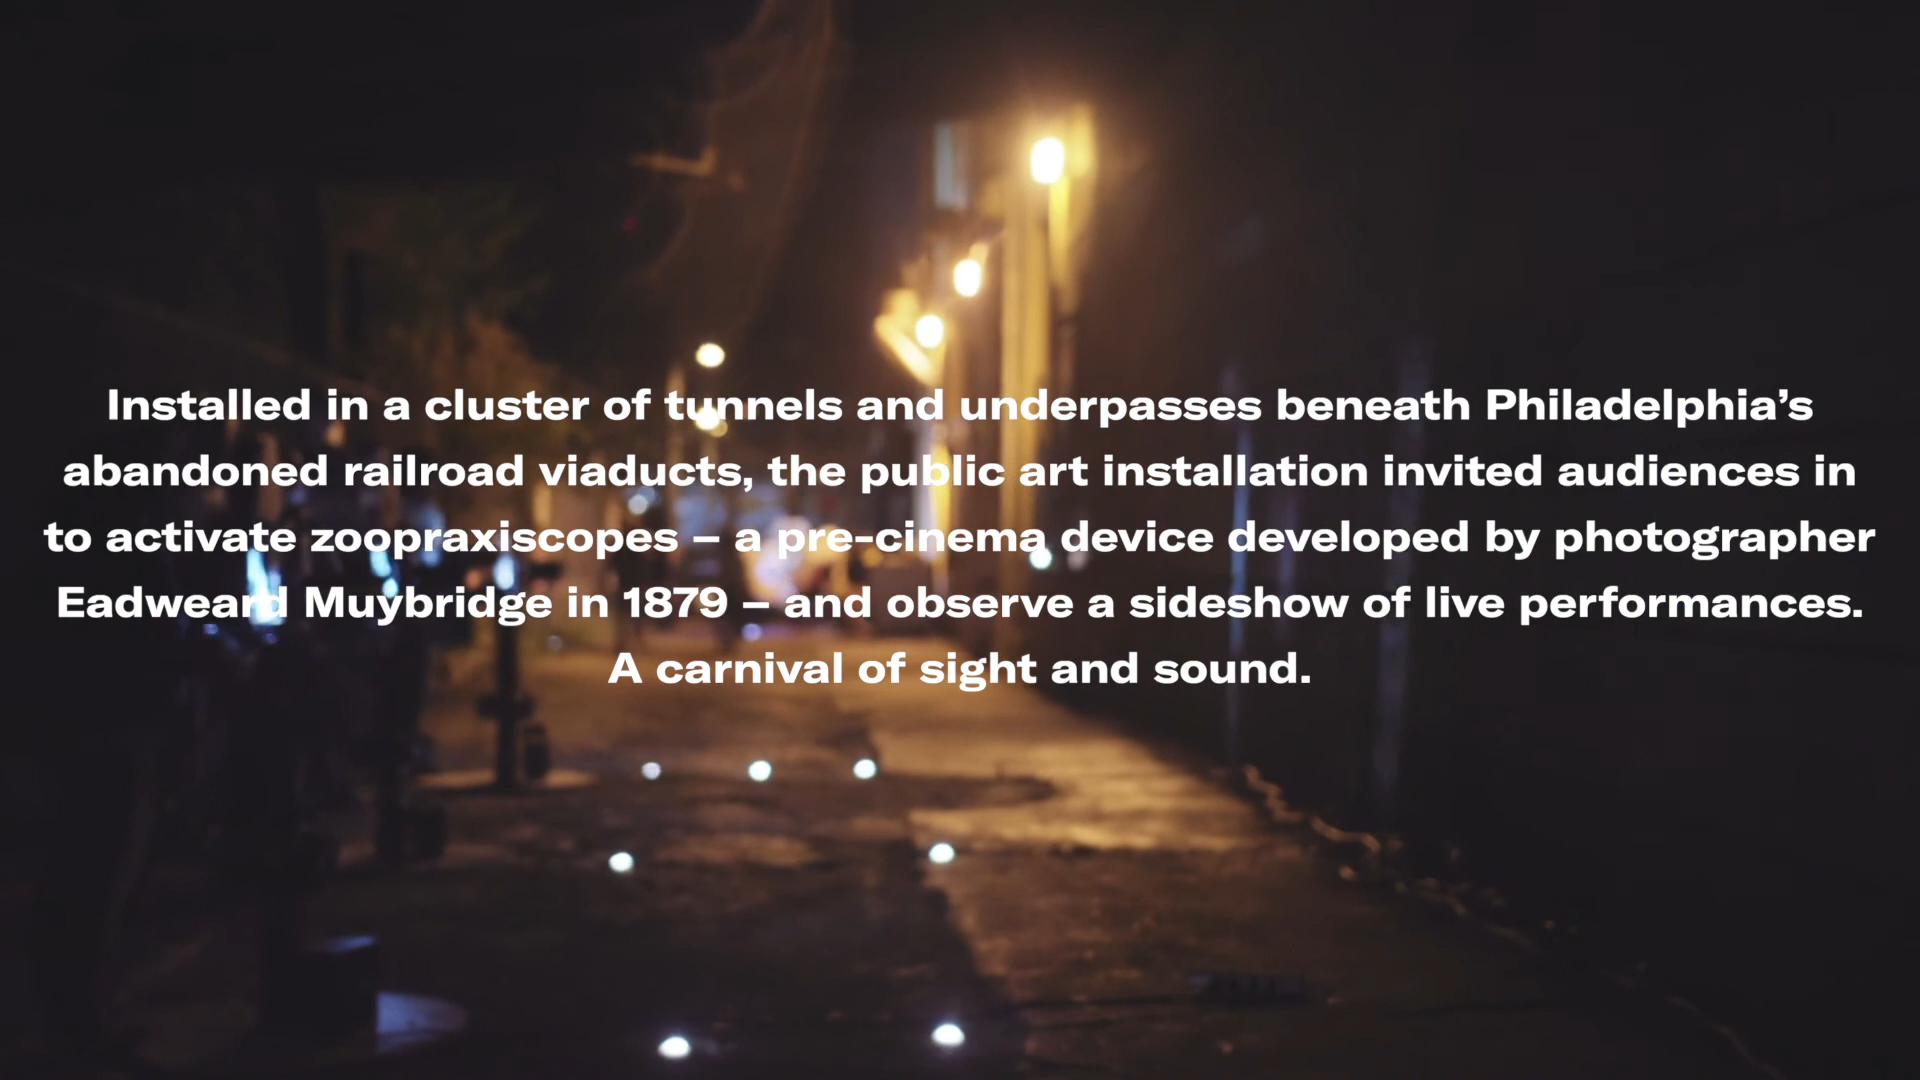 Installed in a cluster of tunnels and underpasses beneath Philadelphia’s
abandoned railroad viaducts, the public art installation invited audiences in
to activate zoopraxiscopes – a pre-cinema device developed by photographer
Eadweard Muybridge in 1879 – and observe a sideshow of live performances.
A carnival of sight and sound.